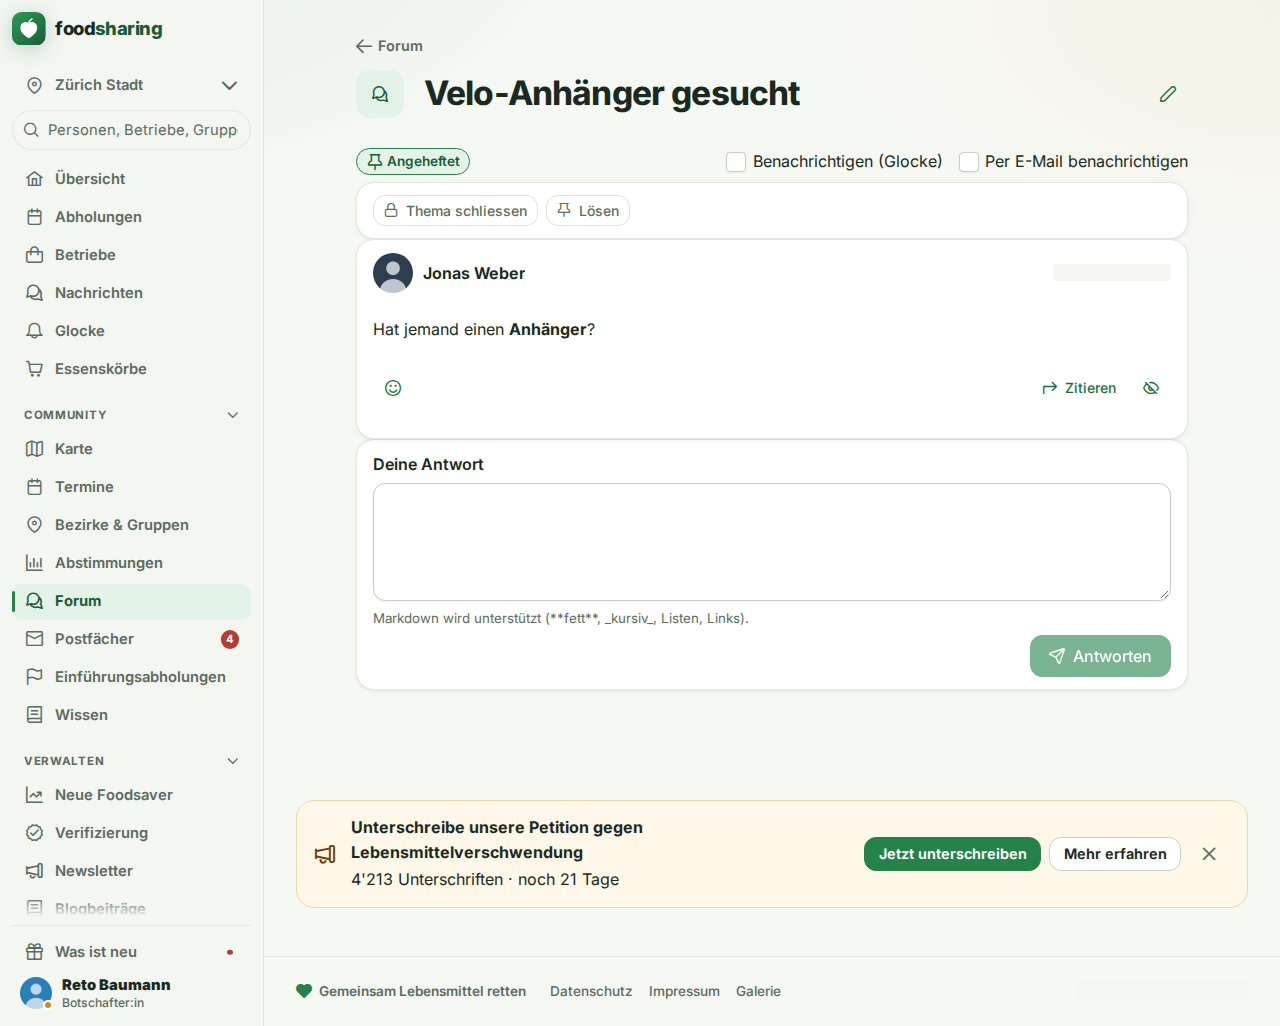 foodsharing
Zürich Stadt
Personen, Betriebe, Grupp
Übersicht
Abholungen
Betriebe
Nachrichten
Glocke
Essenskörbe
COMMUNITY
Karte
Termine
Bezirke & Gruppen
Abstimmungen
Forum
Postfächer 4
Einführungsabholungen
Wissen
VERWALTEN
Neue Foodsaver
Verifizierung
Newsletter
Blogbeiträge
Was ist neu
Reto Baumann
Botschafter:in
Forum
Velo-Anhänger gesucht
Angeheftet
Benachrichtigen (Glocke) Per E-Mail benachrichtigen
Thema schliessen Lösen
Jonas Weber
Hat jemand einen Anhänger?
Zitieren
Deine Antwort
Markdown wird unterstützt (**fett**, _kursiv_, Listen, Links).
Antworten
Unterschreibe unsere Petition gegen
Lebensmittelverschwendung
4'213 Unterschriften · noch 21 Tage
Jetzt unterschreiben Mehr erfahren
Gemeinsam Lebensmittel retten Datenschutz Impressum Galerie